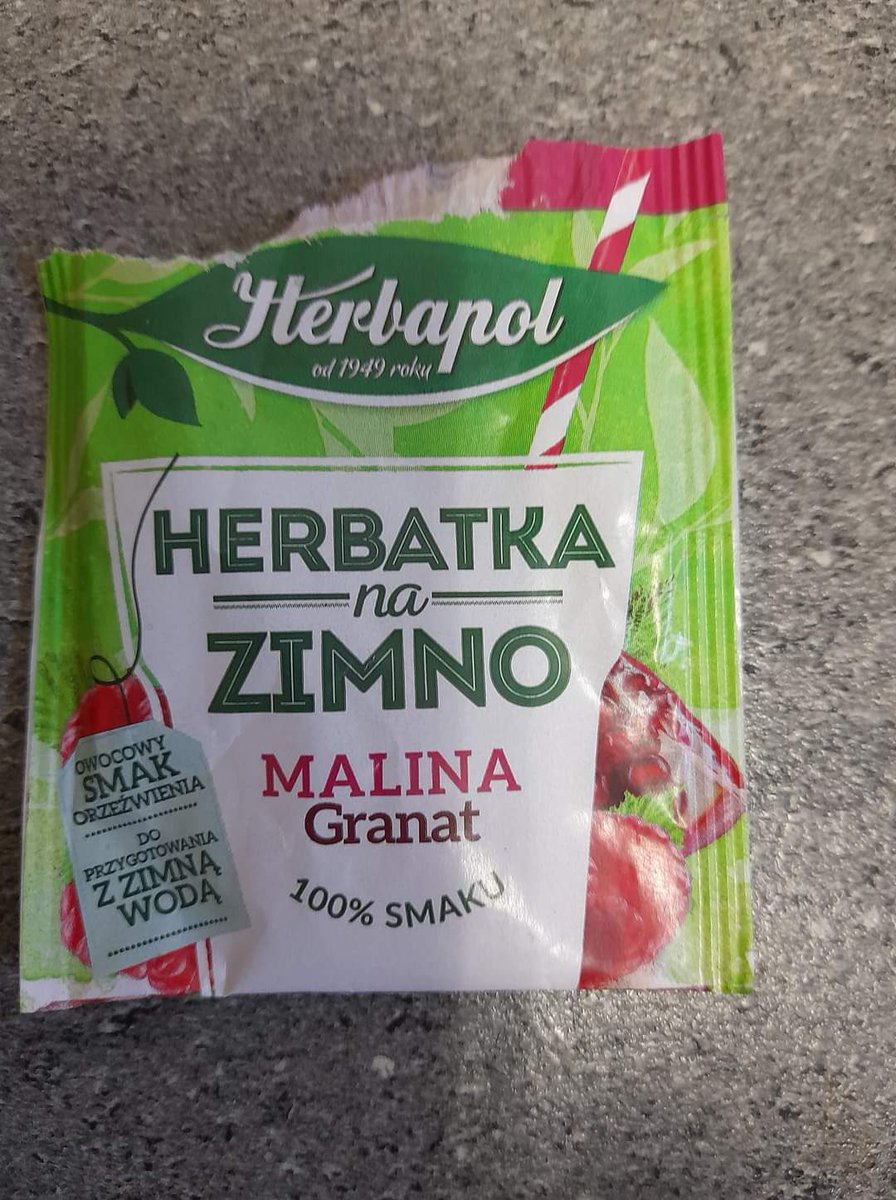 Herbapol
od 1949 roku
HERBATKA
na
ZIMNO
MALINA
Granat
100% SMAKU
OWOCOWY
SMAK
ORZEŹWIENIA
DO
PRZYGOTOWANIA
Z ZIMNĄ
WODĄ